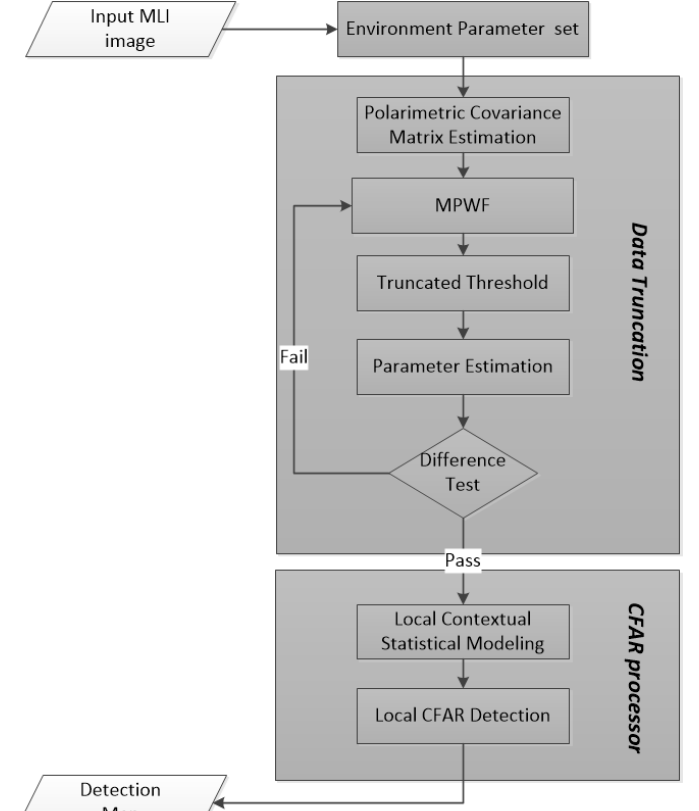 Input MLI
image
Environment Parameter set
Polarimetric Covariance
Matrix Estimation
MPWF
Truncated Threshold
Parameter Estimation
Difference
Test
Fail
Data Truncation
Pass
Local Contextual
Statistical Modeling
Local CFAR Detection
CFAR processor
Detection